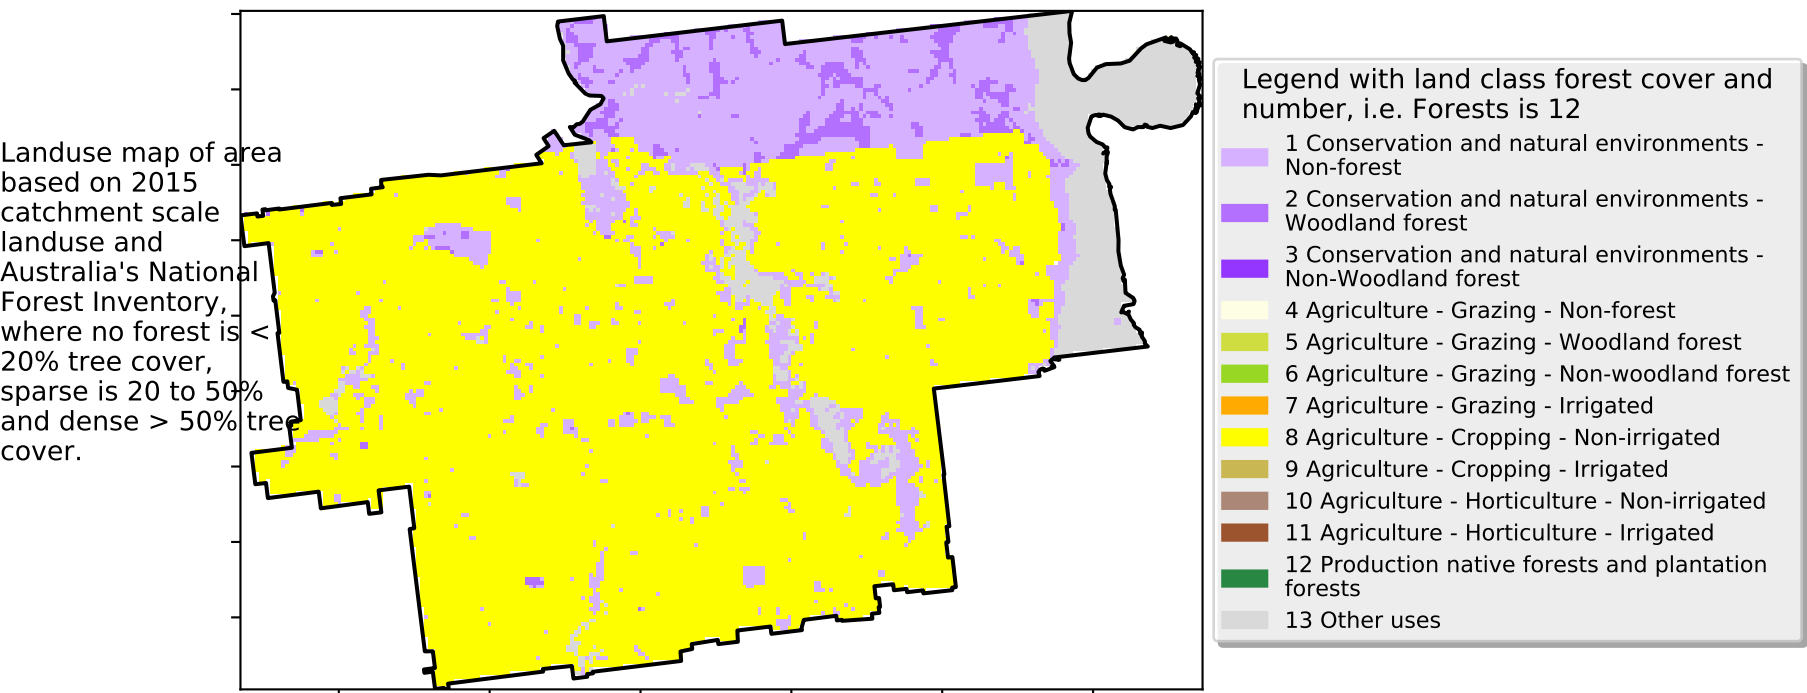 Landuse map of area
based on 2015
catchment scale
landuse and
Australia's National
Forest Inventory,
where no forest is <
20% tree cover,
sparse is 20 to 50%
and dense > 50% tree
cover.
Legend with land class forest cover and
number, i.e. Forests is 12
1 Conservation and natural environments -
Non-forest
2 Conservation and natural environments -
Woodland forest
3 Conservation and natural environments -
Non-Woodland forest
4 Agriculture - Grazing - Non-forest
5 Agriculture - Grazing - Woodland forest
6 Agriculture - Grazing - Non-woodland forest
7 Agriculture - Grazing - Irrigated
8 Agriculture - Cropping - Non-irrigated
9 Agriculture - Cropping - Irrigated
10 Agriculture - Horticulture - Non-irrigated
11 Agriculture - Horticulture - Irrigated
12 Production native forests and plantation
forests
13 Other uses